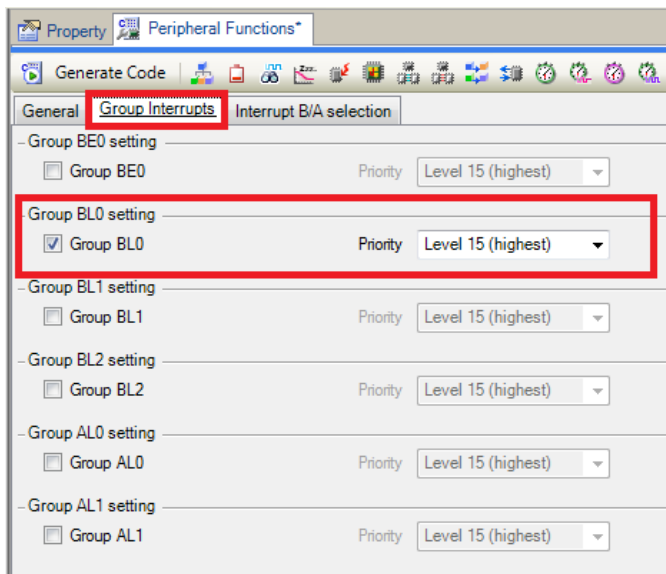 Property Peripheral Functions*
Generate Code
General Group Interrupts Interrupt B/A selection
Group BE0 setting
Group BE0 Priority Level 15 (highest)
Group BL0 setting
Group BL0 Priority Level 15 (highest)
Group BL1 setting
Group BL1 Priority Level 15 (highest)
Group BL2 setting
Group BL2 Priority Level 15 (highest)
Group AL0 setting
Group AL0 Priority Level 15 (highest)
Group AL1 setting
Group AL1 Priority Level 15 (highest)